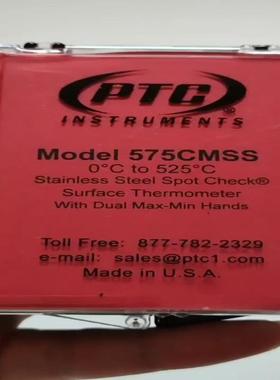 PTC®
INSTRUMENTS
Model 575CMSS
0°C to 525°C
Stainless Steel Spot Check®
Surface Thermometer
With Dual Max-Min Hands
Toll Free: 877-782-2329
e-mail: sales@ptc1.com
Made in U.S.A.